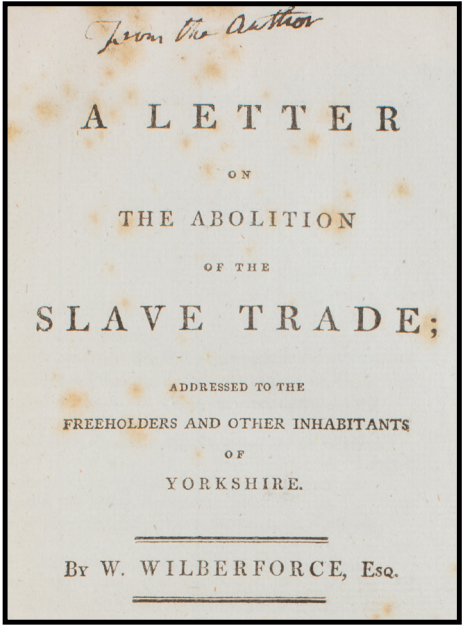 From the Author
A LETTER
ON
THE ABOLITION
OF THE
SLAVE TRADE;
ADDRESSED TO THE
FREEHOLDERS AND OTHER INHABITANTS
OF
YORKSHIRE.
By W. WILBERFORCE, Esq.